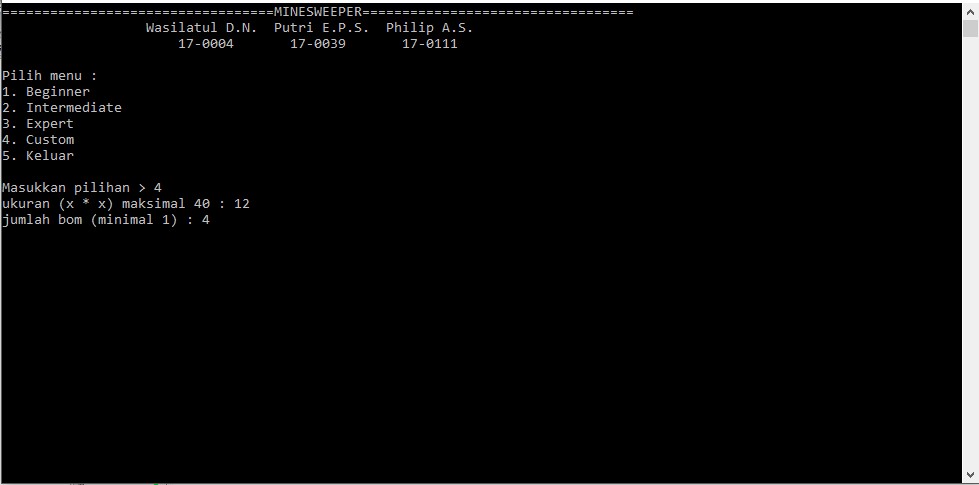 ==================================MINESWEEPER==================================
Wasilatul D.N. Putri E.P.S. Philip A.S.
17-0004 17-0039 17-0111
Pilih menu :
1. Beginner
2. Intermediate
3. Expert
4. Custom
5. Keluar
Masukkan pilihan > 4
ukuran (x * x) maksimal 40 : 12
jumlah bom (minimal 1) : 4